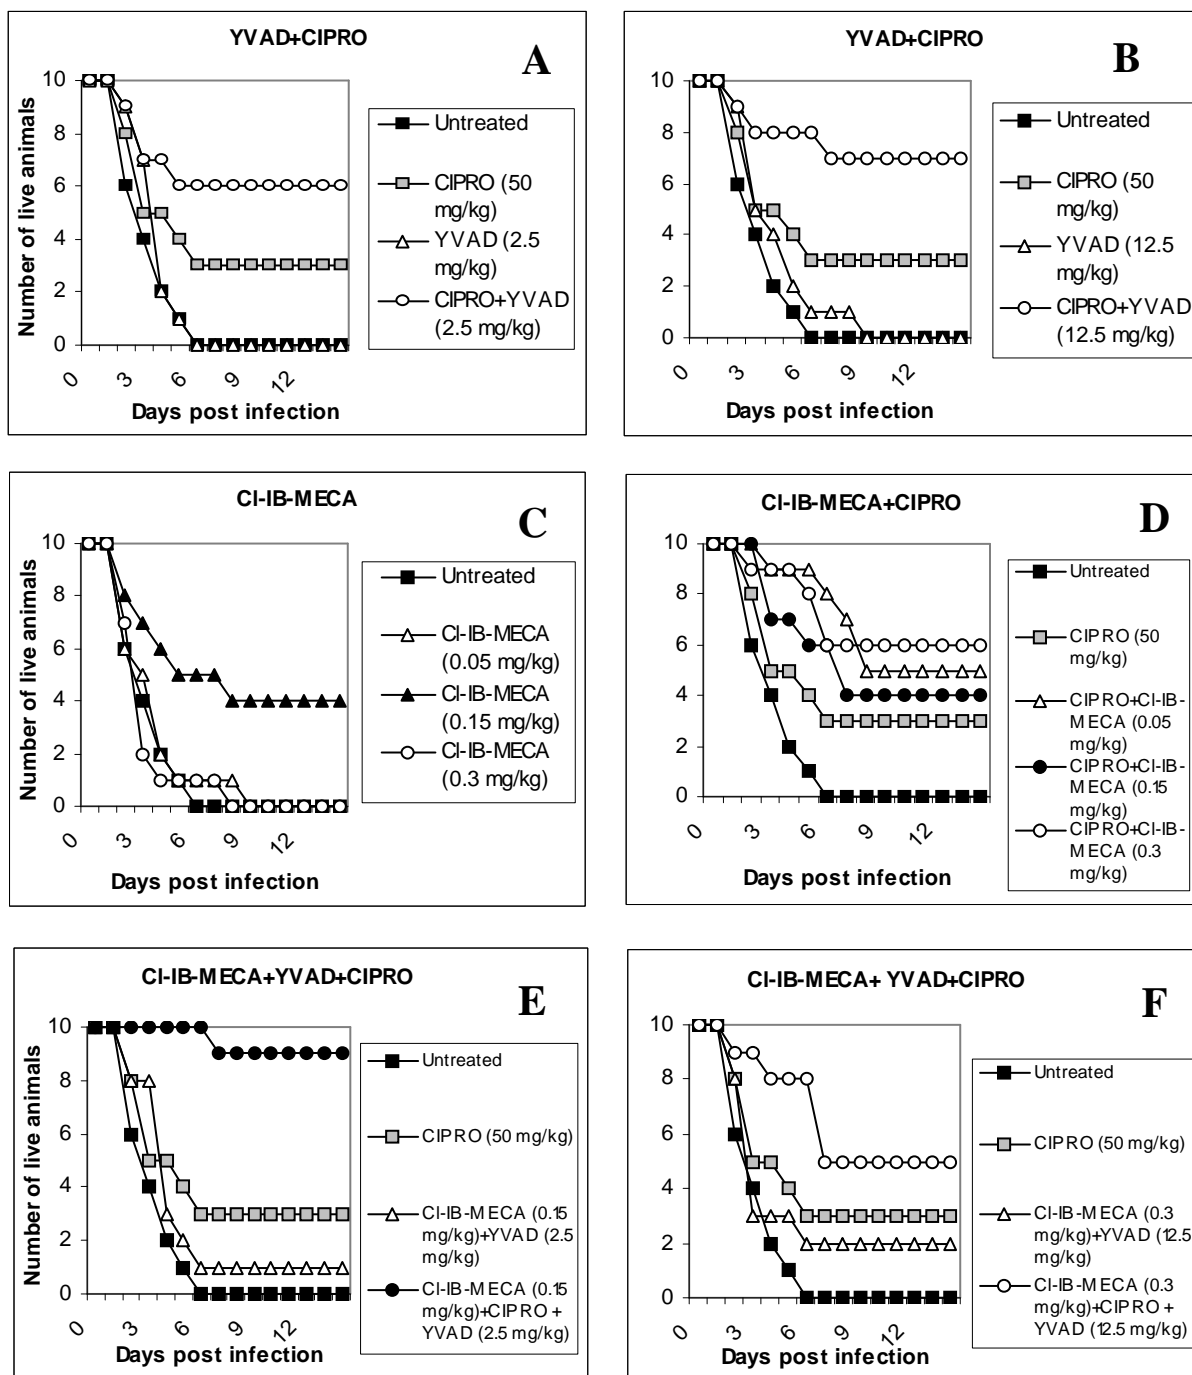 YVAD+CIPRO
A
Number of live animals
10
8
6
4
2
0
0
3
6
9
12
Days post infection
Untreated
CIPRO (50
mg/kg)
YVAD (2.5
mg/kg)
CIPRO+YVAD
(2.5 mg/kg)
YVAD+CIPRO
B
10
8
6
4
2
0
0
3
6
9
12
Days post infection
Untreated
CIPRO (50
mg/kg)
YVAD (12.5
mg/kg)
CIPRO+YVAD
(12.5 mg/kg)
Cl-IB-MECA
C
Number of live animals
10
8
6
4
2
0
0
3
6
9
12
Days post infection
Untreated
Cl-IB-MECA
(0.05 mg/kg)
Cl-IB-MECA
(0.15 mg/kg)
Cl-IB-MECA
(0.3 mg/kg)
Cl-IB-MECA+CIPRO
D
10
8
6
4
2
0
0
3
6
9
12
Days post infection
Untreated
CIPRO (50
mg/kg)
CIPRO+Cl-IB-
MECA (0.05
mg/kg)
CIPRO+Cl-IB-
MECA (0.15
mg/kg)
CIPRO+Cl-IB-
MECA (0.3
mg/kg)
Cl-IB-MECA+YVAD+CIPRO
E
Number of live animals
10
8
6
4
2
0
0
3
6
9
12
Days post infection
Untreated
CIPRO (50 mg/kg)
Cl-IB-MECA (0.15
mg/kg)+YVAD (2.5
mg/kg)
Cl-IB-MECA (0.15
mg/kg)+CIPRO +
YVAD (2.5 mg/kg)
Cl-IB-MECA+ YVAD+CIPRO
F
10
8
6
4
2
0
0
3
6
9
12
Days post infection
Untreated
CIPRO (50 mg/kg)
Cl-IB-MECA (0.3
mg/kg)+YVAD (12.5
mg/kg)
Cl-IB-MECA (0.3
mg/kg)+CIPRO +
YVAD (12.5 mg/kg)